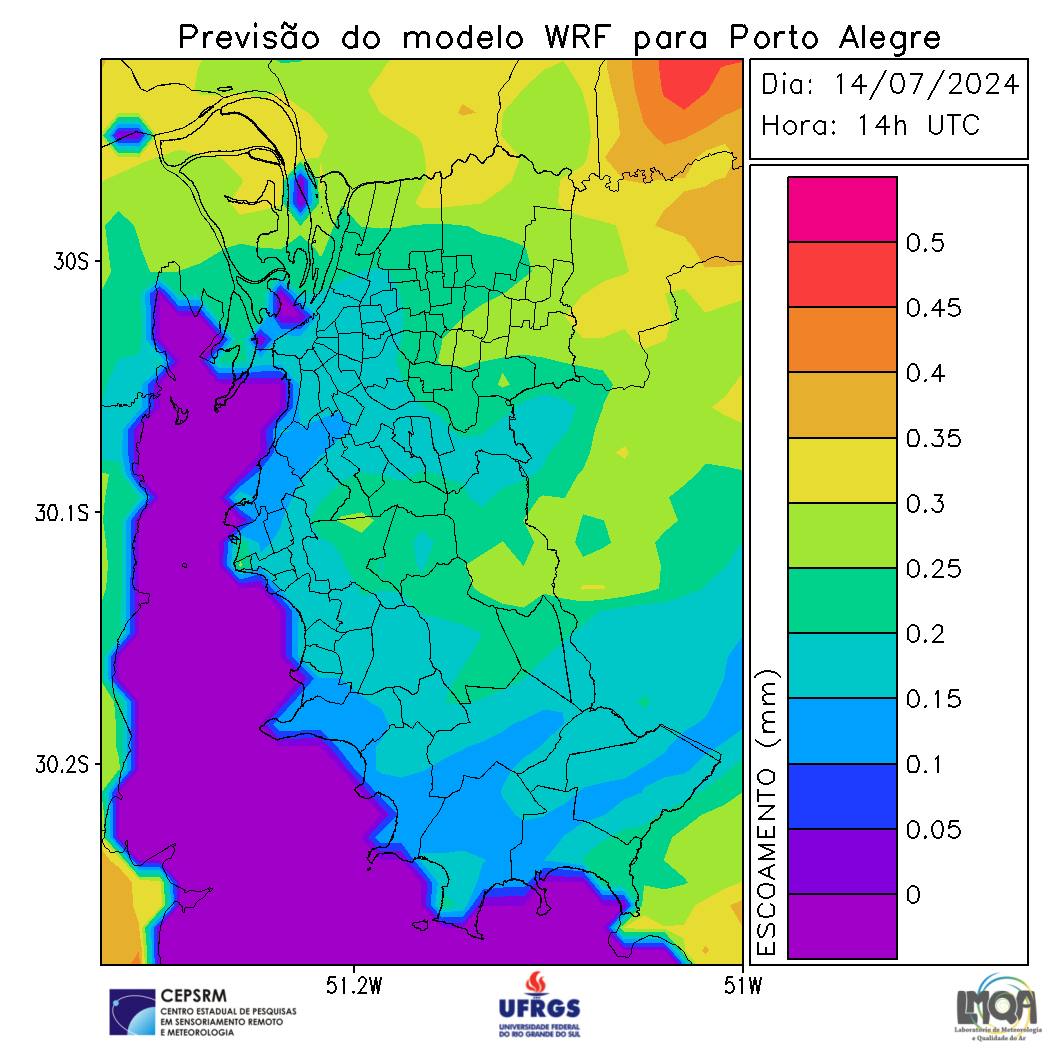 Previsão do modelo WRF para Porto Alegre
Dia: 14/07/2024
Hora: 14h UTC
30S
30.1S
30.2S
51.2W
51W
ESCOAMENTO (mm)
0.5
0.45
0.4
0.35
0.3
0.25
0.2
0.15
0.1
0.05
0
CEPSRM
CENTRO ESTADUAL DE PESQUISAS
EM SENSORIAMENTO REMOTO
E METEOROLOGIA
UFRGS
UNIVERSIDADE FEDERAL
DO RIO GRANDE DO SUL
LMQA
Laboratório de Meteorologia
e Qualidade do Ar